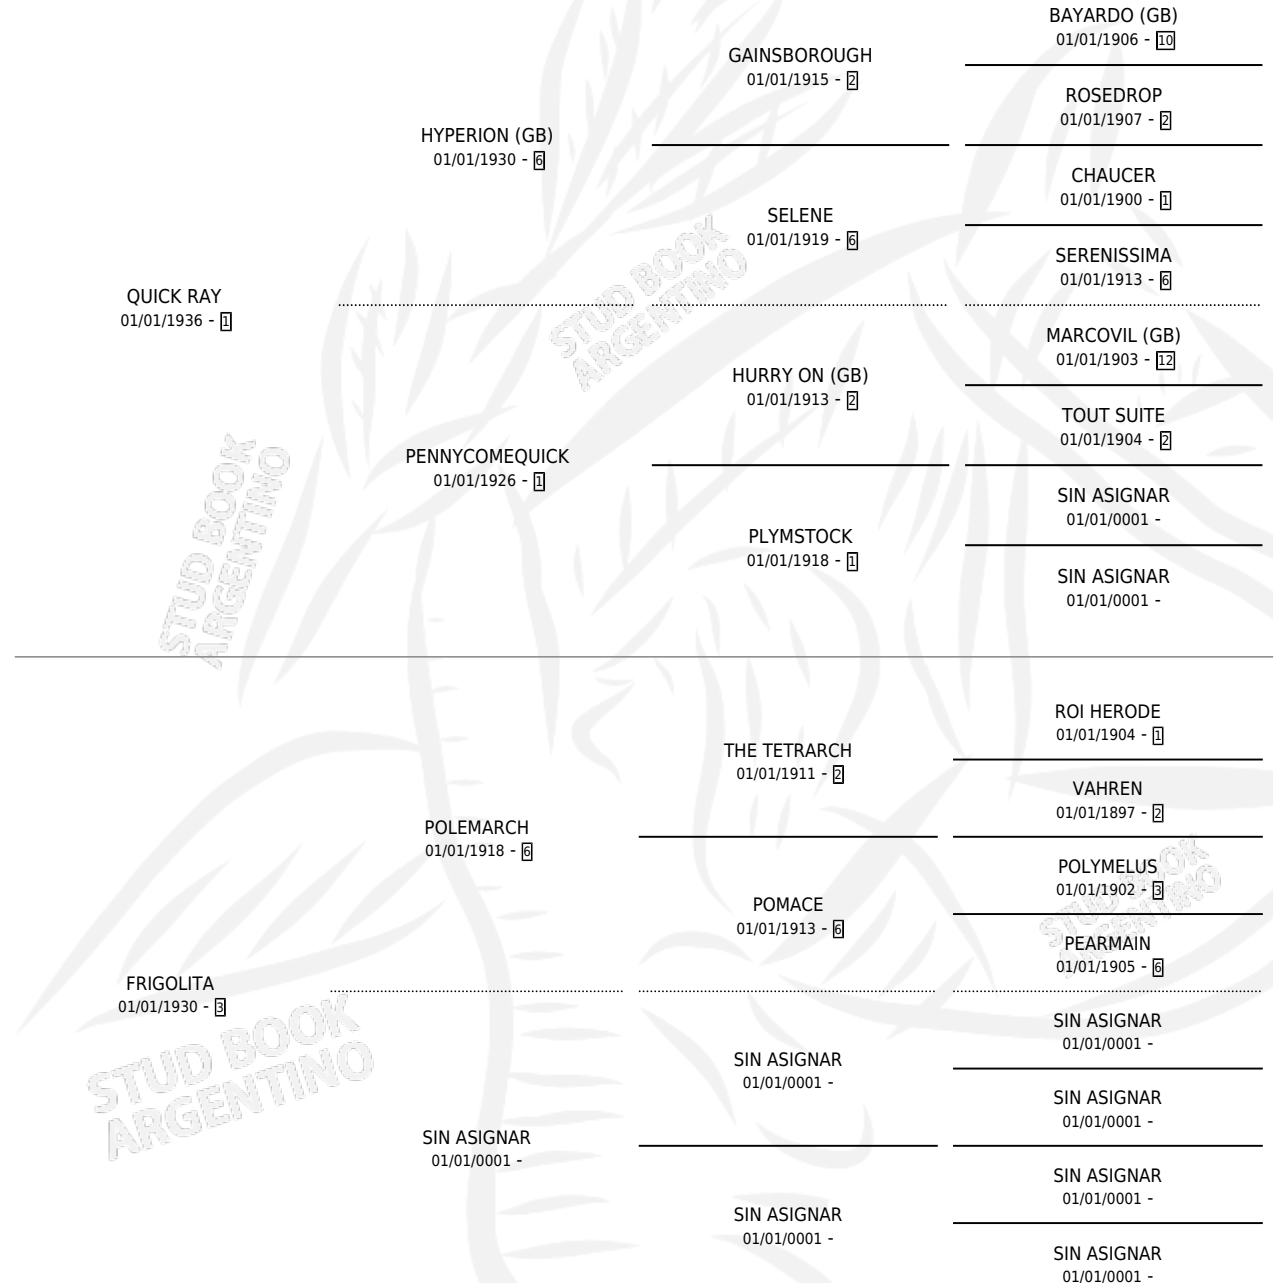 QUICK RAY
01/01/1936 - 1
HYPERION (GB)
01/01/1930 - 6
PENNYCOMEQUICK
01/01/1926 - 1
GAINSBOROUGH
01/01/1915 - 2
SELENE
01/01/1919 - 6
HURRY ON (GB)
01/01/1913 - 2
PLYMSTOCK
01/01/1918 - 1
BAYARDO (GB)
01/01/1906 - 10
ROSEDROP
01/01/1907 - 2
CHAUCER
01/01/1900 - 1
SERENISSIMA
01/01/1913 - 6
MARCOVIL (GB)
01/01/1903 - 12
TOUT SUITE
01/01/1904 - 2
SIN ASIGNAR
01/01/0001 -
SIN ASIGNAR
01/01/0001 -
FRIGOLITA
01/01/1930 - 3
POLEMARCH
01/01/1918 - 6
SIN ASIGNAR
01/01/0001 -
THE TETRARCH
01/01/1911 - 2
POMACE
01/01/1913 - 6
SIN ASIGNAR
01/01/0001 -
SIN ASIGNAR
01/01/0001 -
ROI HERODE
01/01/1904 - 1
VAHREN
01/01/1897 - 2
POLYMELUS
01/01/1902 - 3
PEARMAIN
01/01/1905 - 6
SIN ASIGNAR
01/01/0001 -
SIN ASIGNAR
01/01/0001 -
SIN ASIGNAR
01/01/0001 -
SIN ASIGNAR
01/01/0001 -
STUD BOOK
ARGENTINO
STUD BOOK
ARGENTINO
STUD BOOK
ARGENTINO
STUD BOOK
ARGENTINO